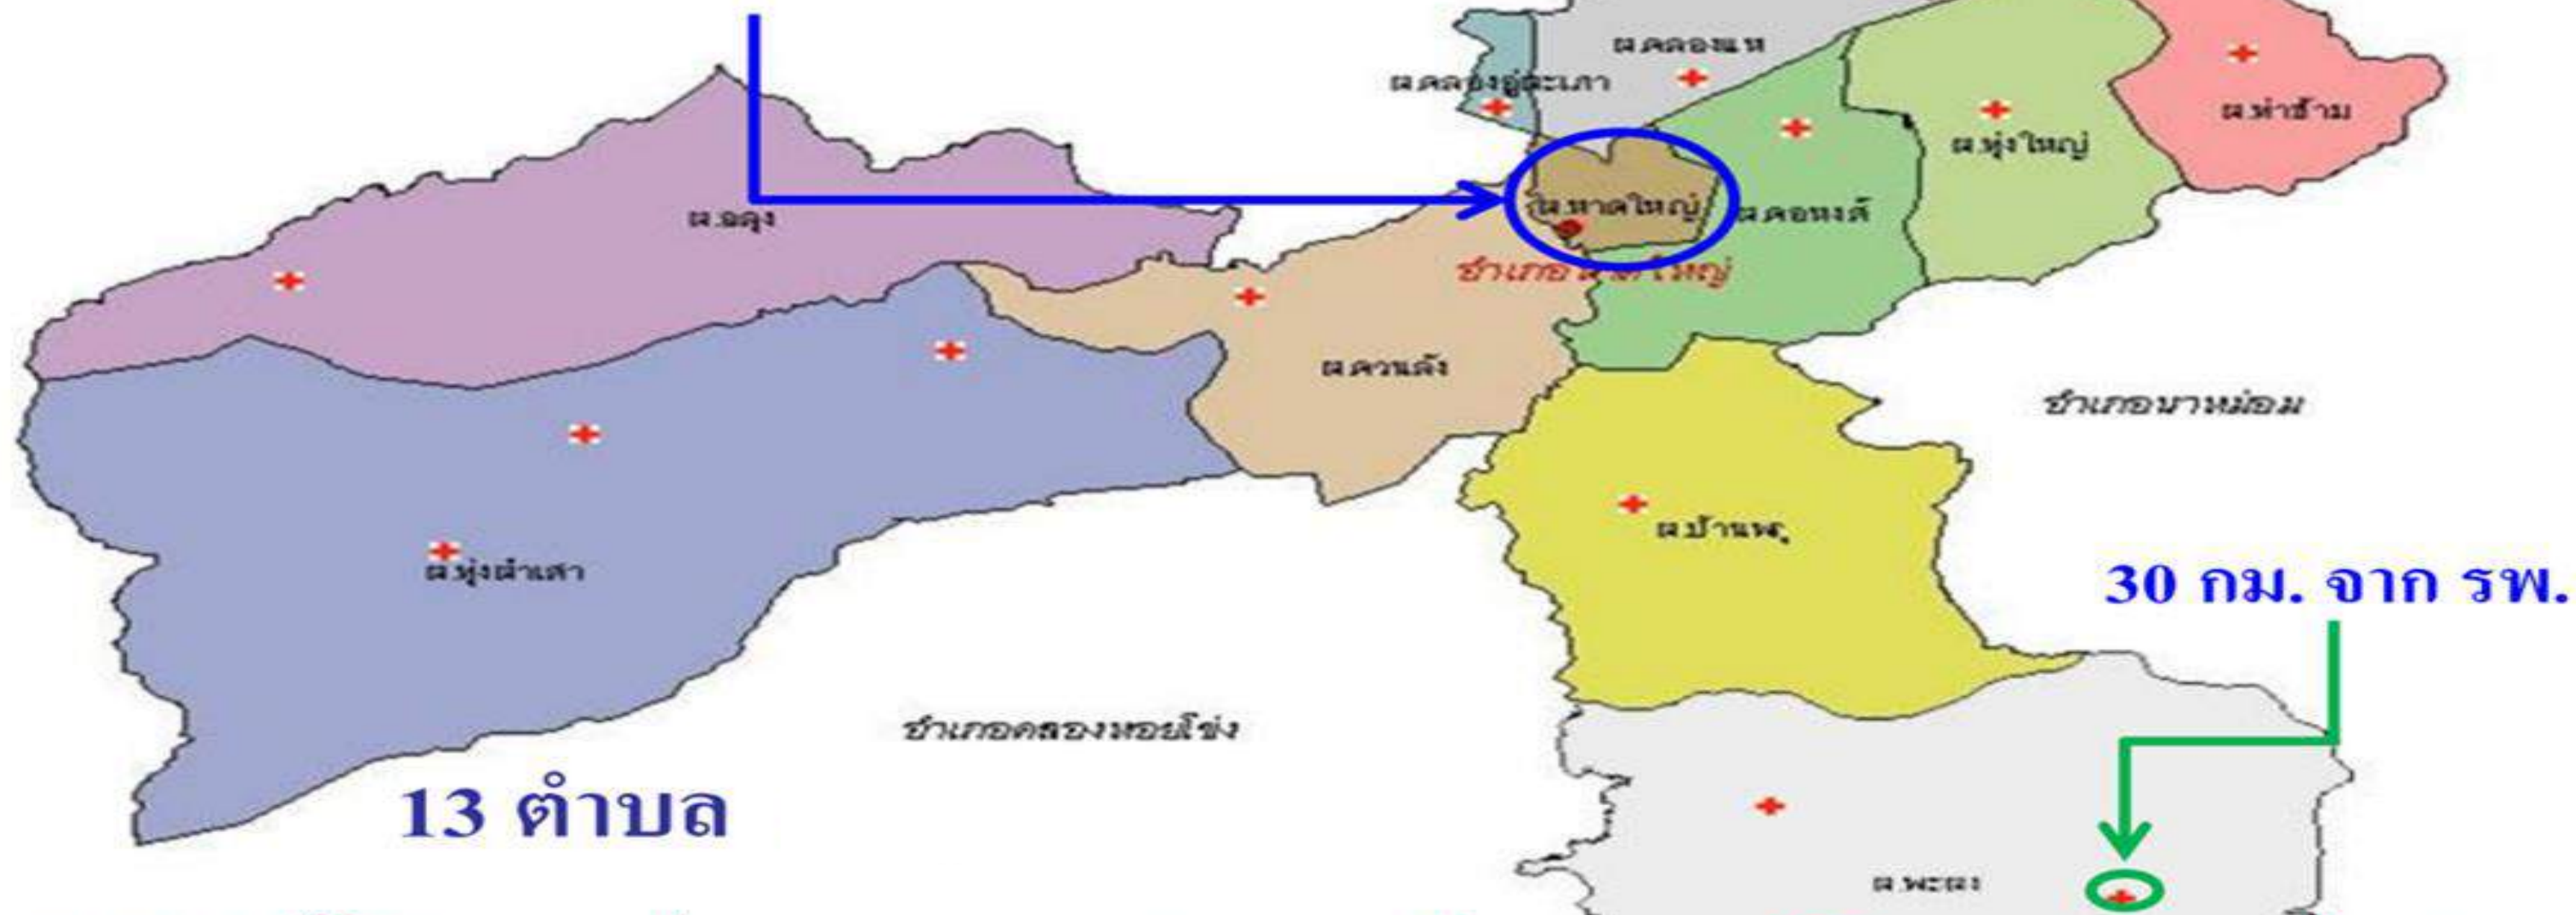 ต.คลองแห
ต.คลองอู่ตะเภา
ต.ท่าข้าม
ต.ทุ่งใหญ่
ต.หาดใหญ่
ต.คอหงส์
ต.ฉลุง
อำเภอหาดใหญ่
ต.ควนลัง
อำเภอนาหม่อม
ต.บ้านพรุ
ต.ทุ่งตำเสา
30 กม. จาก รพ.
อำเภอคลองหอยโข่ง
13 ตำบล
ต.พะตง